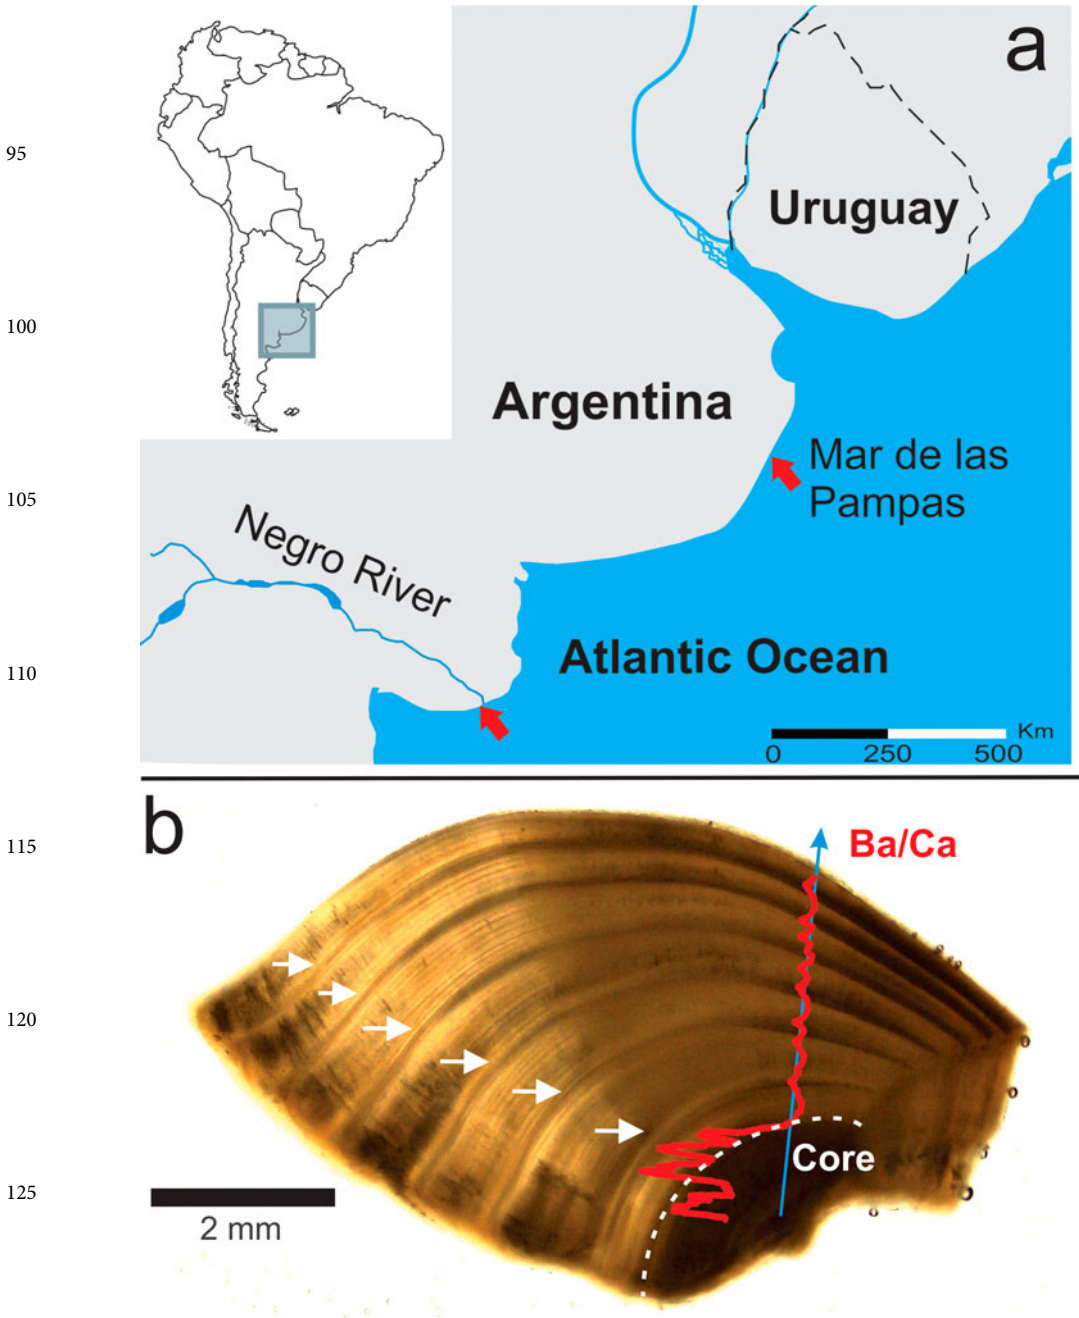 a
95
Uruguay
100
Argentina
Mar de las
Pampas
105
Negro River
Atlantic Ocean
110
Km
0 250 500
b
115
Ba/Ca
120
Core
125
2 mm